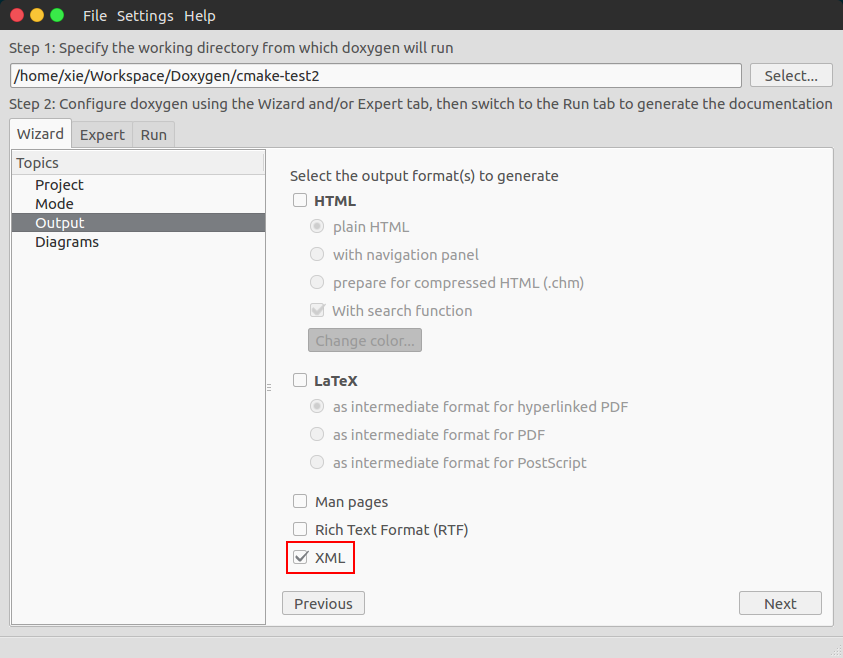 File Settings Help
Step 1: Specify the working directory from which doxygen will run
/home/xie/Workspace/Doxygen/cmake-test2 Select...
Step 2: Configure doxygen using the Wizard and/or Expert tab, then switch to the Run tab to generate the documentation
Wizard Expert Run
Topics
Project
Mode
Output
Diagrams
Select the output format(s) to generate
HTML
plain HTML
with navigation panel
prepare for compressed HTML (.chm)
With search function
Change color...
LaTeX
as intermediate format for hyperlinked PDF
as intermediate format for PDF
as intermediate format for PostScript
Man pages
Rich Text Format (RTF)
XML
Previous Next